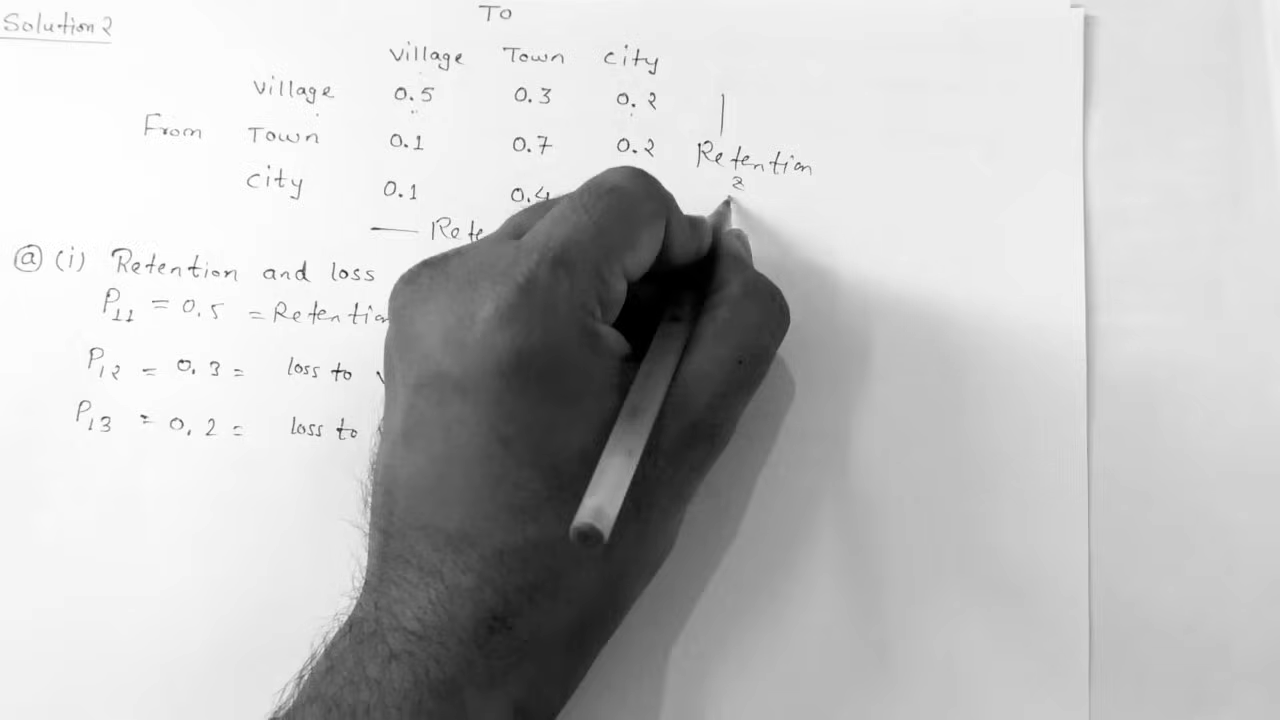 Solution 2
To
village Town city
village 0.5 0.3 0.2
From Town 0.1 0.7 0.2
city 0.1 0.4
Retention
&
— Rete
(a) (i) Retention and loss
P11 = 0.5 = Retention
P12 = 0.3 = loss to
P13 = 0.2 = loss to